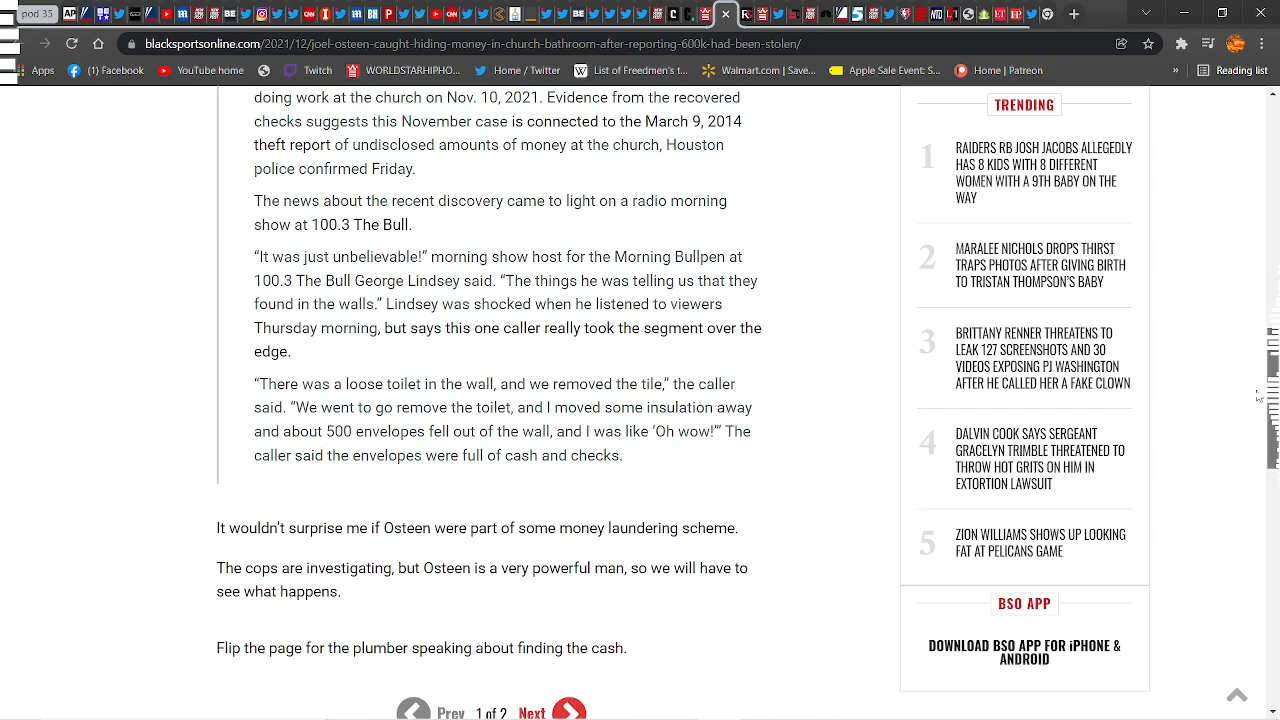 pod 35
blacksportsonline.com/2021/12/joel-osteen-caught-hiding-money-in-church-bathroom-after-reporting-600k-had-been-stolen/
Apps
(1) Facebook
YouTube home
Twitch
WORLDSTARHIPHO...
Home / Twitter
List of Freedmen's t...
Walmart.com | Save...
Apple Sale Event S...
Home | Patreon
»
Reading list
doing work at the church on Nov. 10, 2021. Evidence from the recovered
checks suggests this November case is connected to the March 9, 2014
theft report of undisclosed amounts of money at the church, Houston
police confirmed Friday.
The news about the recent discovery came to light on a radio morning
show at 100.3 The Bull.
“It was just unbelievable!” morning show host for the Morning Bullpen at
100.3 The Bull George Lindsey said. “The things he was telling us that they
found in the walls.” Lindsey was shocked when he listened to viewers
Thursday morning, but says this one caller really took the segment over the
edge.
“There was a loose toilet in the wall, and we removed the tile,” the caller
said. “We went to go remove the toilet, and I moved some insulation away
and about 500 envelopes fell out of the wall, and I was like ‘Oh wow!’” The
caller said the envelopes were full of cash and checks.
It wouldn’t surprise me if Osteen were part of some money laundering scheme.
The cops are investigating, but Osteen is a very powerful man, so we will have to
see what happens.
Flip the page for the plumber speaking about finding the cash.
Prev 1 of 2 Next
TRENDING
1
RAIDERS RB JOSH JACOBS ALLEGEDLY
HAS 8 KIDS WITH 8 DIFFERENT
WOMEN WITH A 9TH BABY ON THE
WAY
2
MARALEE NICHOLS DROPS THIRST
TRAPS PHOTOS AFTER GIVING BIRTH
TO TRISTAN THOMPSON’S BABY
3
BRITTANY RENNER THREATENS TO
LEAK 127 SCREENSHOTS AND 30
VIDEOS EXPOSING PJ WASHINGTON
AFTER HE CALLED HER A FAKE CLOWN
4
DALVIN COOK SAYS SERGEANT
GRACELYN TRIMBLE THREATENED TO
THROW HOT GRITS ON HIM IN
EXTORTION LAWSUIT
5
ZION WILLIAMS SHOWS UP LOOKING
FAT AT PELICANS GAME
BSO APP
DOWNLOAD BSO APP FOR iPHONE &
ANDROID